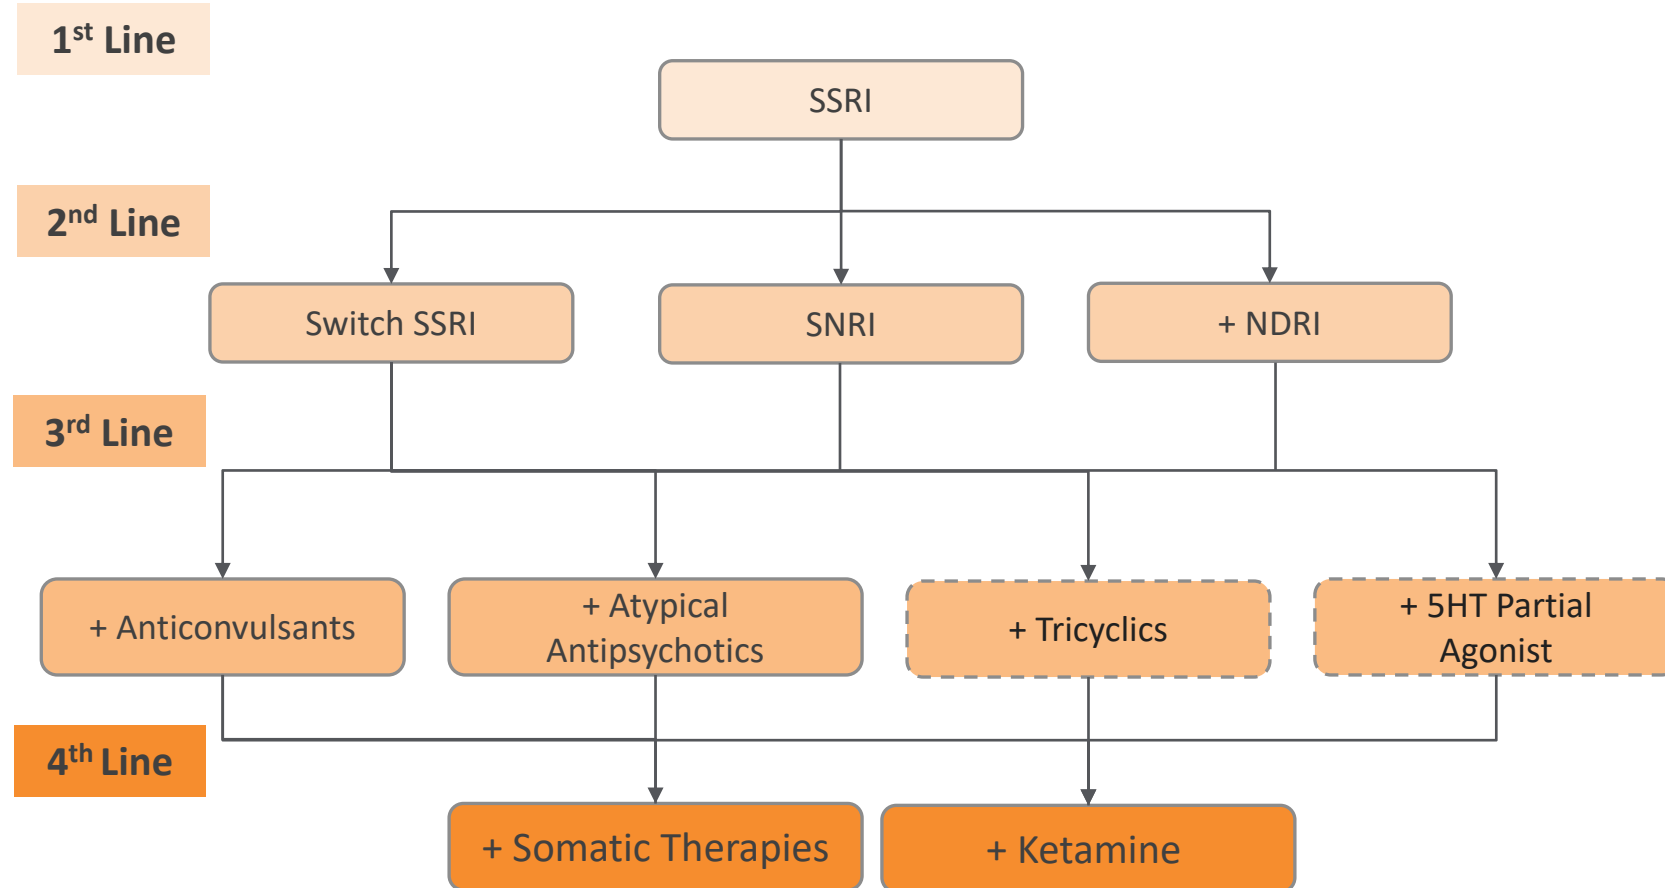 1st Line
SSRI
2nd Line
Switch SSRI
SNRI
+ NDRI
3rd Line
+ Anticonvulsants
+ Atypical
Antipsychotics
+ Tricyclics
+ 5HT Partial
Agonist
4th Line
+ Somatic Therapies
+ Ketamine